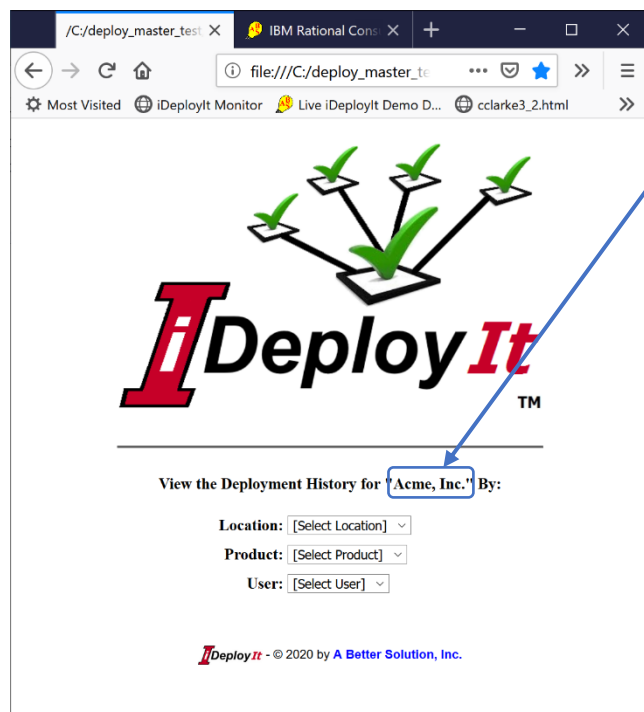 /C:/deploy_master_test
IBM Rational Cons
file:///C:/deploy_master_te
Most Visited iDeployIt Monitor Live iDeployIt Demo D... cclarke3_2.html
iDeployIt
TM
View the Deployment History for "Acme, Inc." By:
Location: [Select Location]
Product: [Select Product]
User: [Select User]
iDeployIt - © 2020 by A Better Solution, Inc.